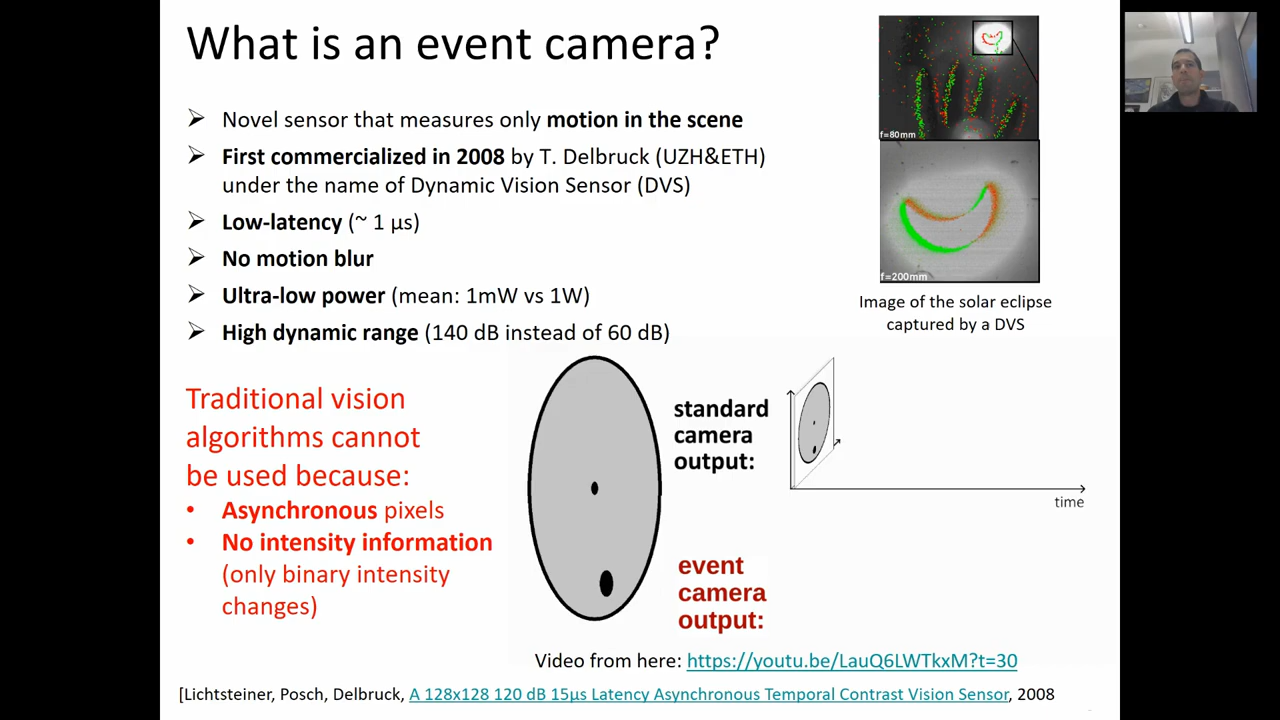 What is an event camera?
➢ Novel sensor that measures only motion in the scene
➢ First commercialized in 2008 by T. Delbruck (UZH&ETH)
under the name of Dynamic Vision Sensor (DVS)
➢ Low-latency (~ 1 μs)
➢ No motion blur
➢ Ultra-low power (mean: 1mW vs 1W)
➢ High dynamic range (140 dB instead of 60 dB)
f=80mm
f=200mm
Image of the solar eclipse
captured by a DVS
Traditional vision
algorithms cannot
be used because:
• Asynchronous pixels
• No intensity information
(only binary intensity
changes)
standard
camera
output:
time
event
camera
output:
Video from here: https://youtu.be/LauQ6LWTkxM?t=30
[Lichtsteiner, Posch, Delbruck, A 128x128 120 dB 15μs Latency Asynchronous Temporal Contrast Vision Sensor, 2008